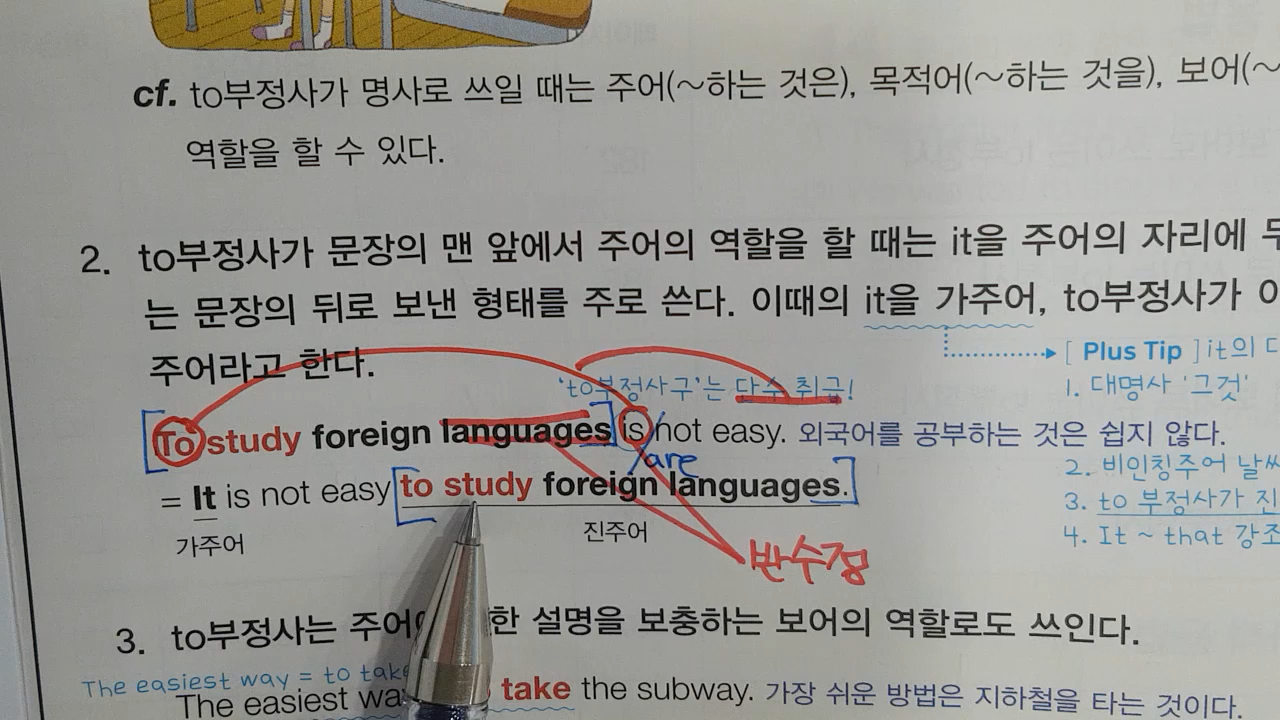 cf. to부정사가 명사로 쓰일 때는 주어(~하는 것은), 목적어(~하는 것을), 보어(~
역할을 할 수 있다.
2. to부정사가 문장의 맨 앞에서 주어의 역할을 할 때는 it을 주어의 자리에
는 문장의 뒤로 보낸 형태를 주로 쓴다. 이때의 it을 가주어, to부정사가
주어라고 한다.
[ Plus Tip ] it의
'to부정사구'는 단수 취급!
1. 대명사 '그것'
To study foreign languages is not easy. 외국어를 공부하는 것은 쉽지 않다.
are
2. 비인칭주어 날씨
= It is not easy to study foreign languages.
3. to 부정사가 진
가주어 진주어
4. It ~ that 강조
반수정
3. to부정사는 한 설명을 보충하는 보어의 역할로도 쓰인다.
The easiest way = to take
The easiest take the subway. 가장 쉬운 방법은 지하철을 타는 것이다.